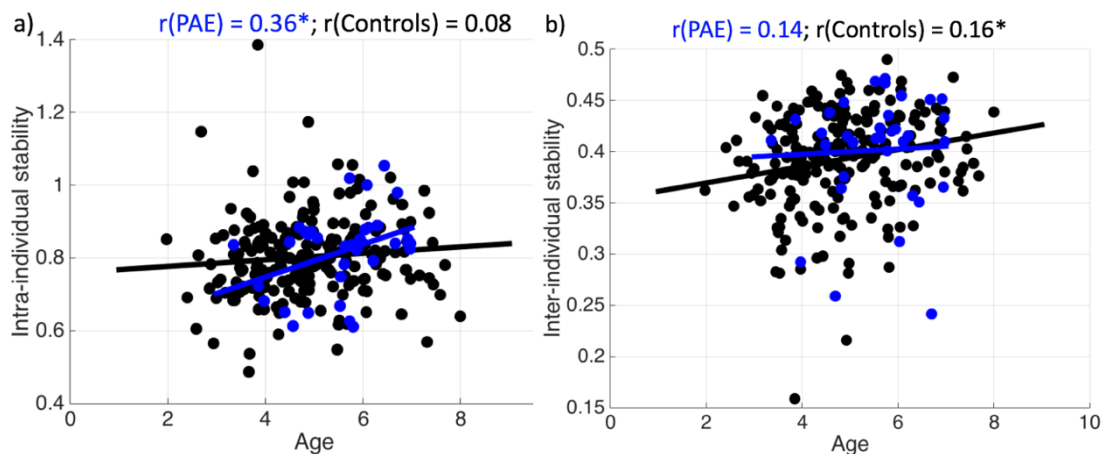 a) r(PAE) = 0.36*; r(Controls) = 0.08
1.4
1.2
1
0.8
0.6
0.4
Intra-individual stability
0 2 4 6 8
Age
b) r(PAE) = 0.14; r(Controls) = 0.16*
0.5
0.45
0.4
0.35
0.3
0.25
0.2
0.15
Inter-individual stability
0 2 4 6 8 10
Age